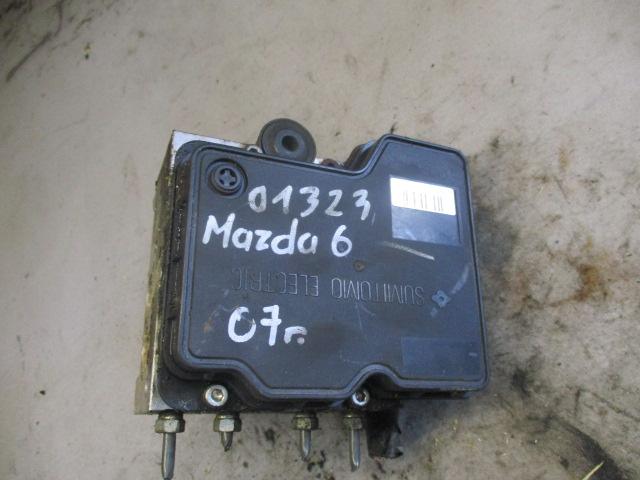 01323,
Mazda 6
SUMITOMO ELECTRIC
07г.